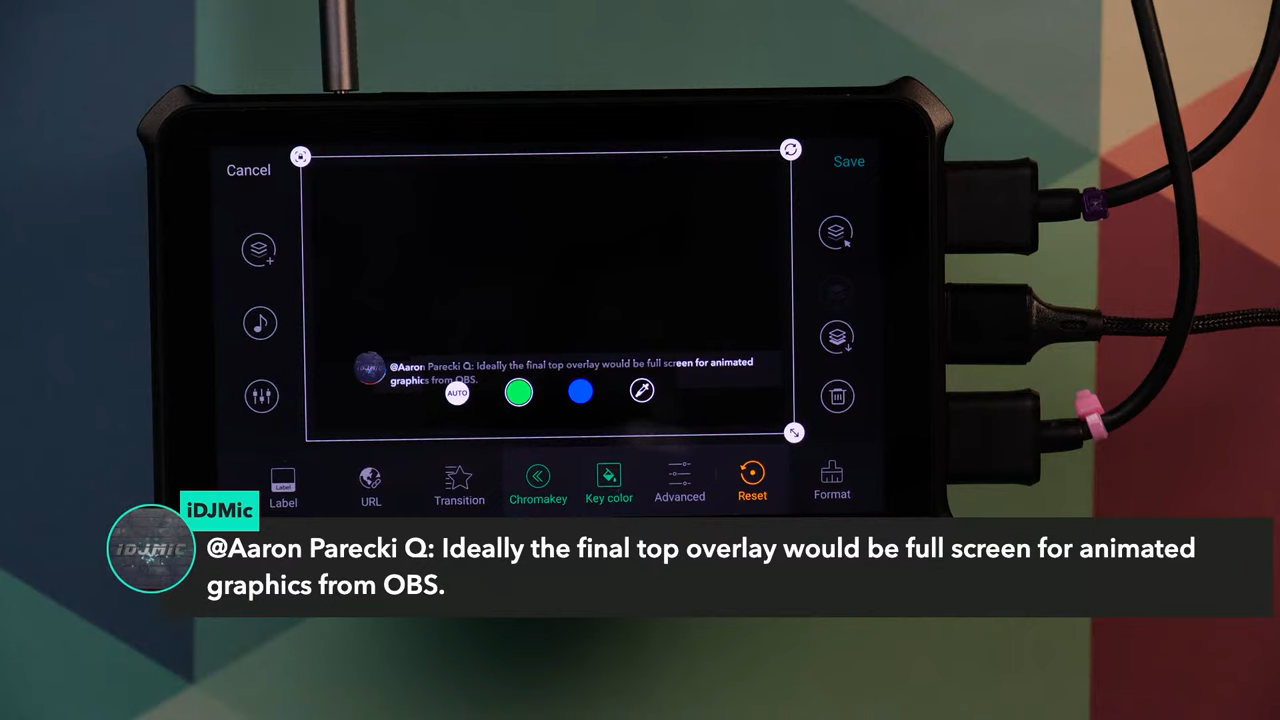 Cancel
Save
@Aaron Parecki Q: Ideally the final top overlay would be full screen for animated
graphics from OBS.
AUTO
Label
Label
URL
Transition
Chromakey
Key color
Advanced
Reset
Format
iDJMic
iDJMic
@Aaron Parecki Q: Ideally the final top overlay would be full screen for animated
graphics from OBS.